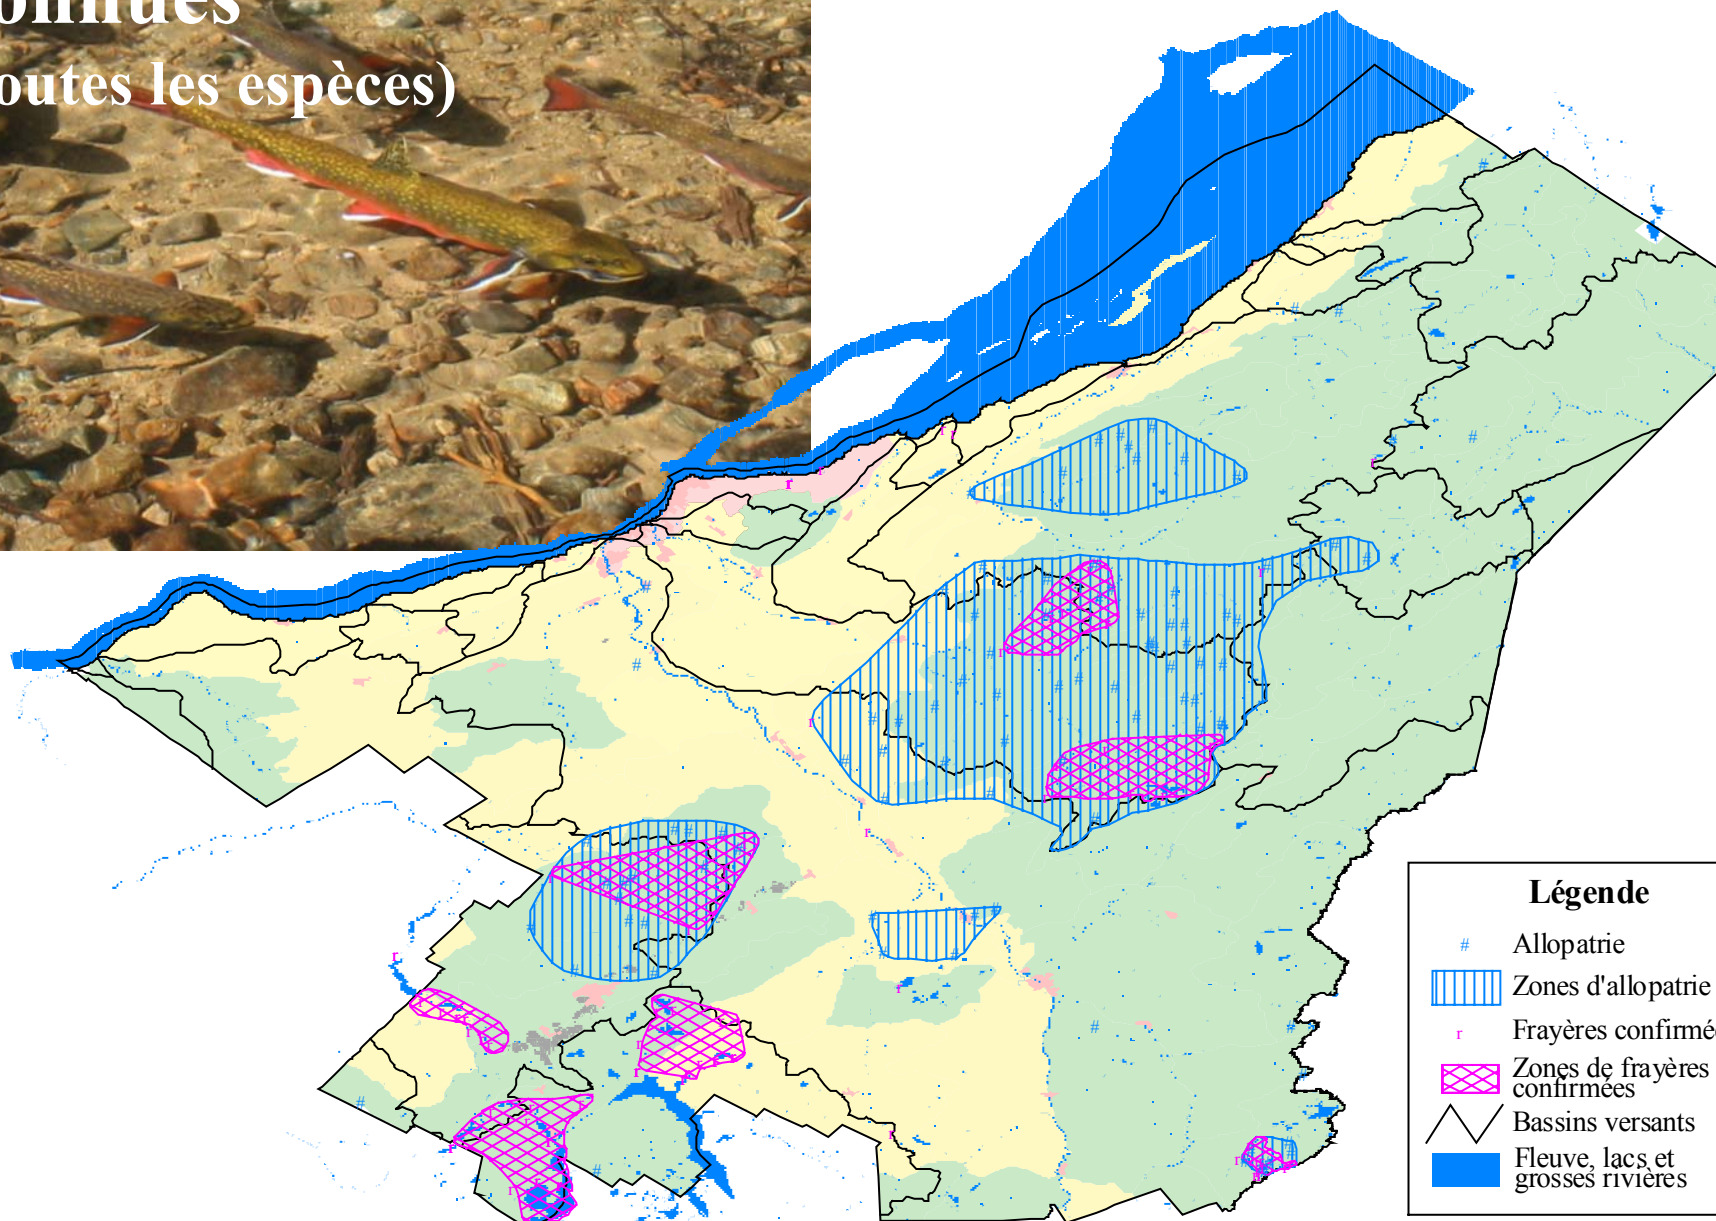 outes les espèces)
Légende
# Allopatrie
Zones d'allopatrie
r Frayères confirmée
Zones de frayères
confirmées
Bassins versants
Fleuve, lacs et
grosses rivières